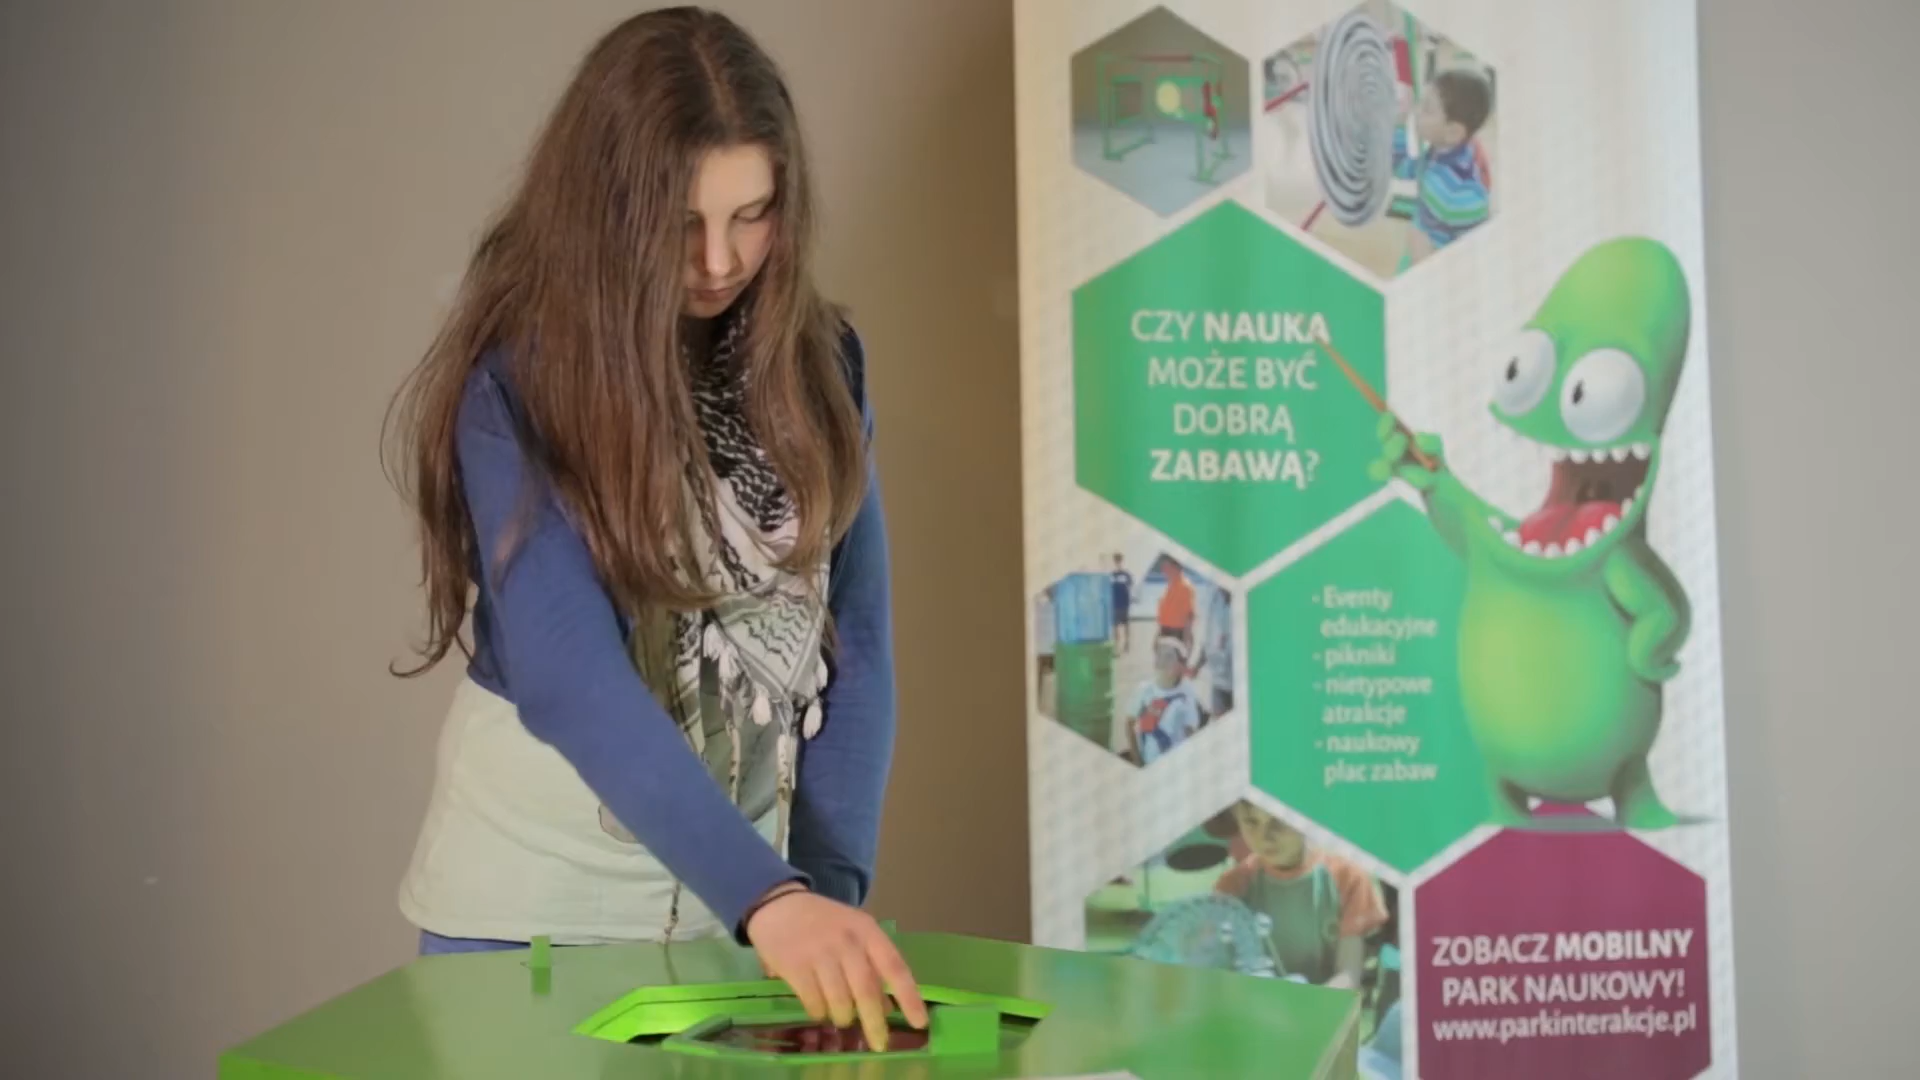 CZY NAUKA
MOŻE BYĆ
DOBRĄ
ZABAWĄ?
- Eventy
edukacyjne
- pikniki
- nietypowe
atrakcje
- naukowy
plac zabaw
ZOBACZ MOBILNY
PARK NAUKOWY!
www.parkinterakcje.pl